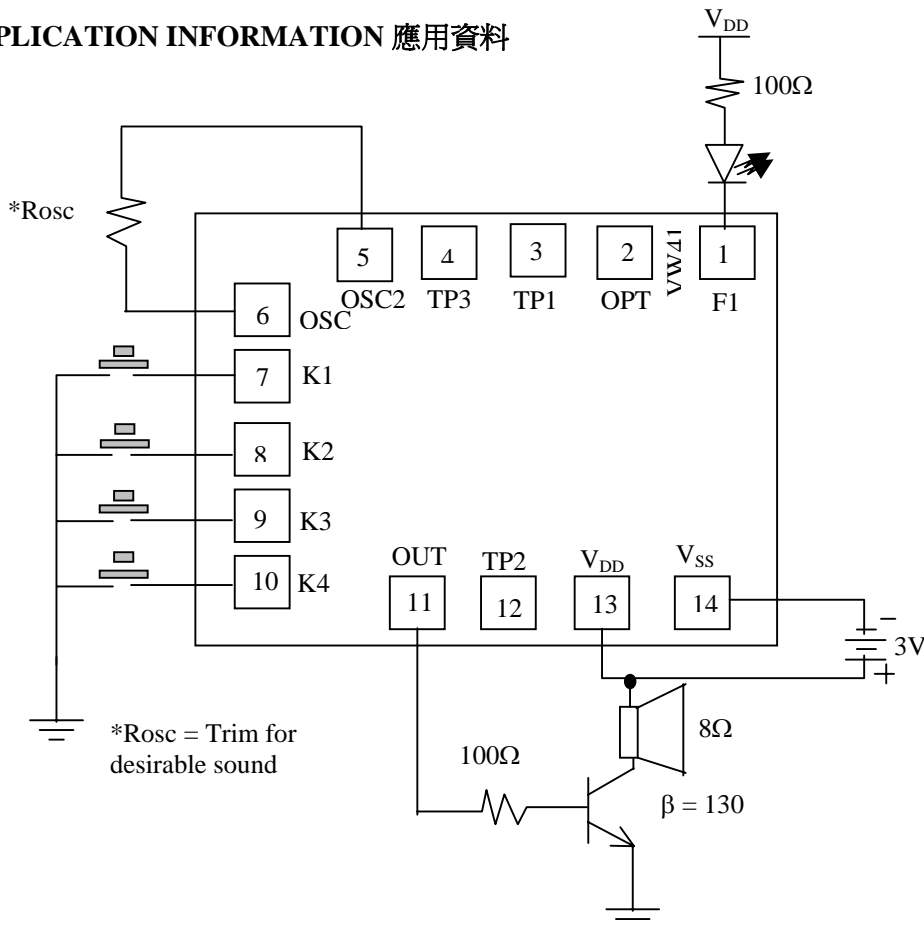 PLICATION INFORMATION 應用資料
VDD
100Ω
*Rosc
5
4
3
2
VW41
1
OSC2
TP3
TP1
OPT
F1
6
OSC
7
K1
8
K2
9
K3
10
K4
OUT
TP2
VDD
VSS
11
12
13
14
−
3V
+
*Rosc = Trim for
desirable sound
100Ω
8Ω
β = 130